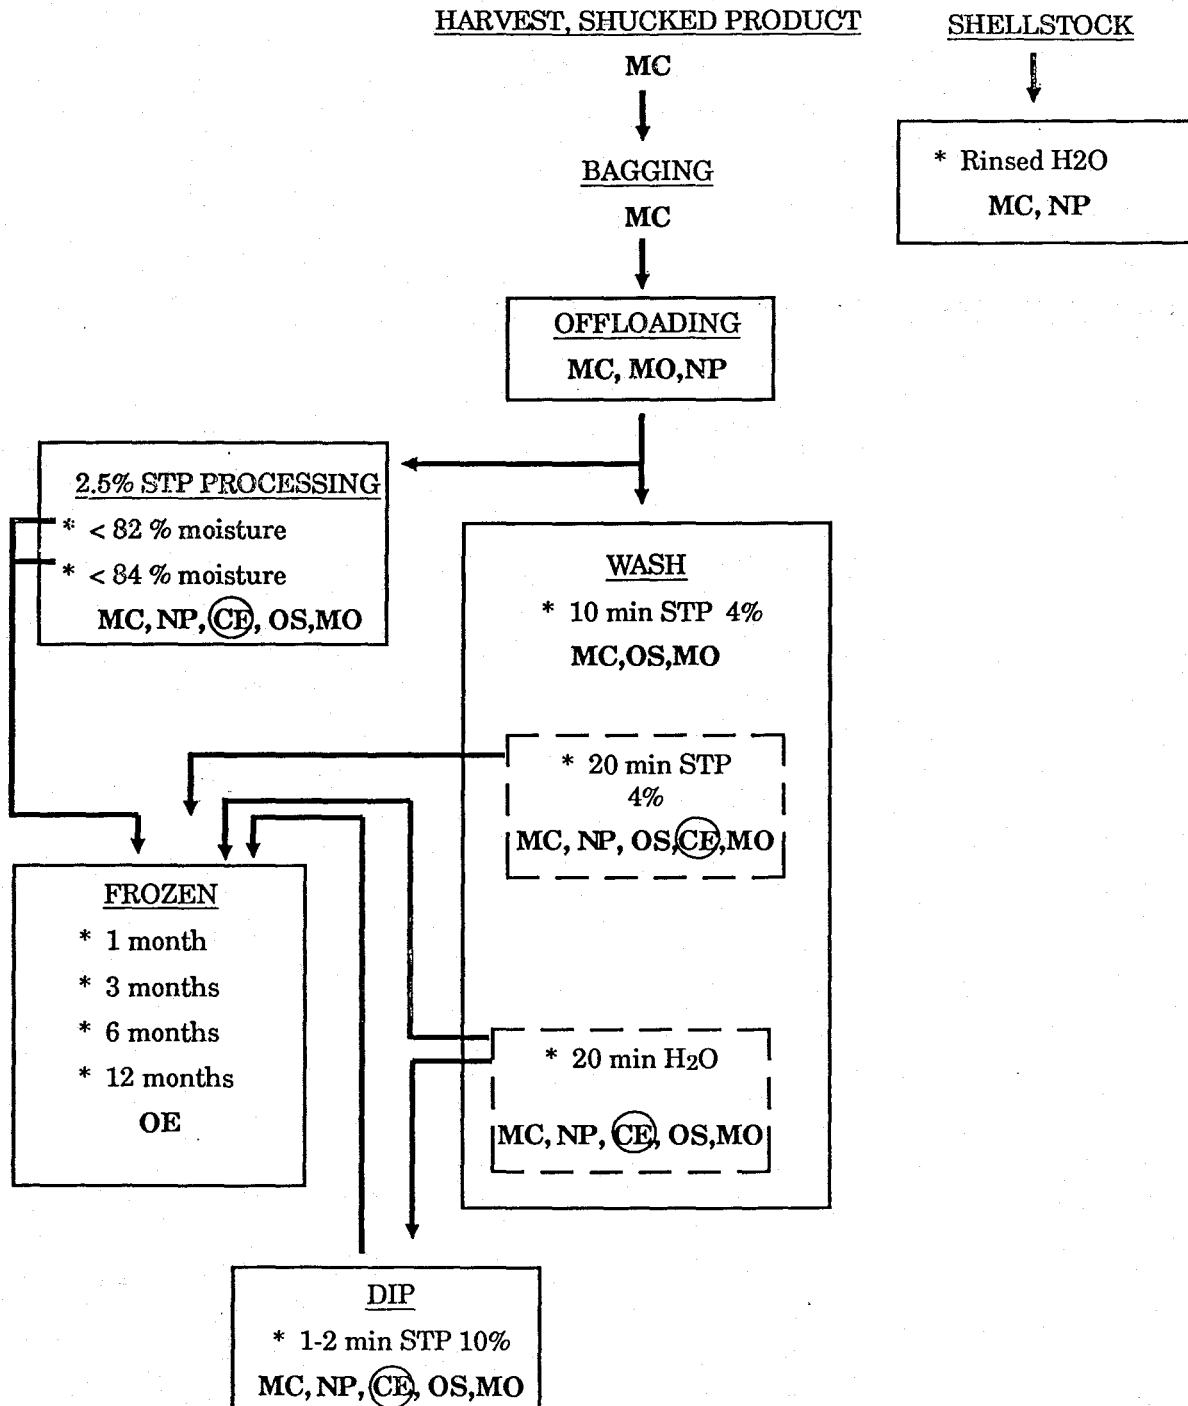 HARVEST, SHUCKED PRODUCT
MC
BAGGING
MC
OFFLOADING
MC, MO,NP
SHELLSTOCK
* Rinsed H2O
MC, NP
2.5% STP PROCESSING
* < 82 % moisture
* < 84 % moisture
MC, NP, CE, OS,MO
WASH
* 10 min STP 4%
MC,OS,MO
* 20 min STP
4%
MC, NP, OS,CE,MO
* 20 min H₂O
MC, NP, CE, OS,MO
FROZEN
* 1 month
* 3 months
* 6 months
* 12 months
OE
DIP
* 1-2 min STP 10%
MC, NP, CE, OS,MO